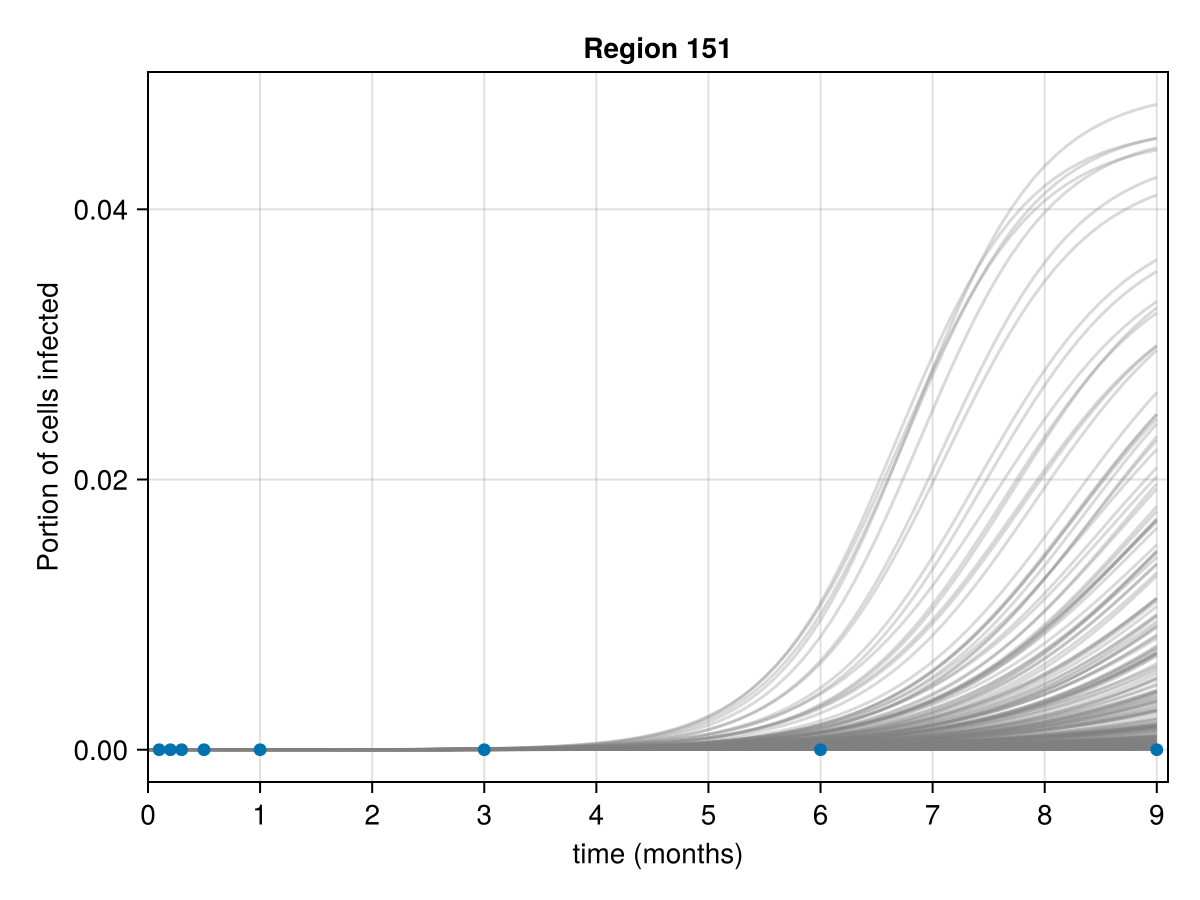 Region 151
Portion of cells infected
0.04
0.02
0.00
0 1 2 3 4 5 6 7 8 9
time (months)